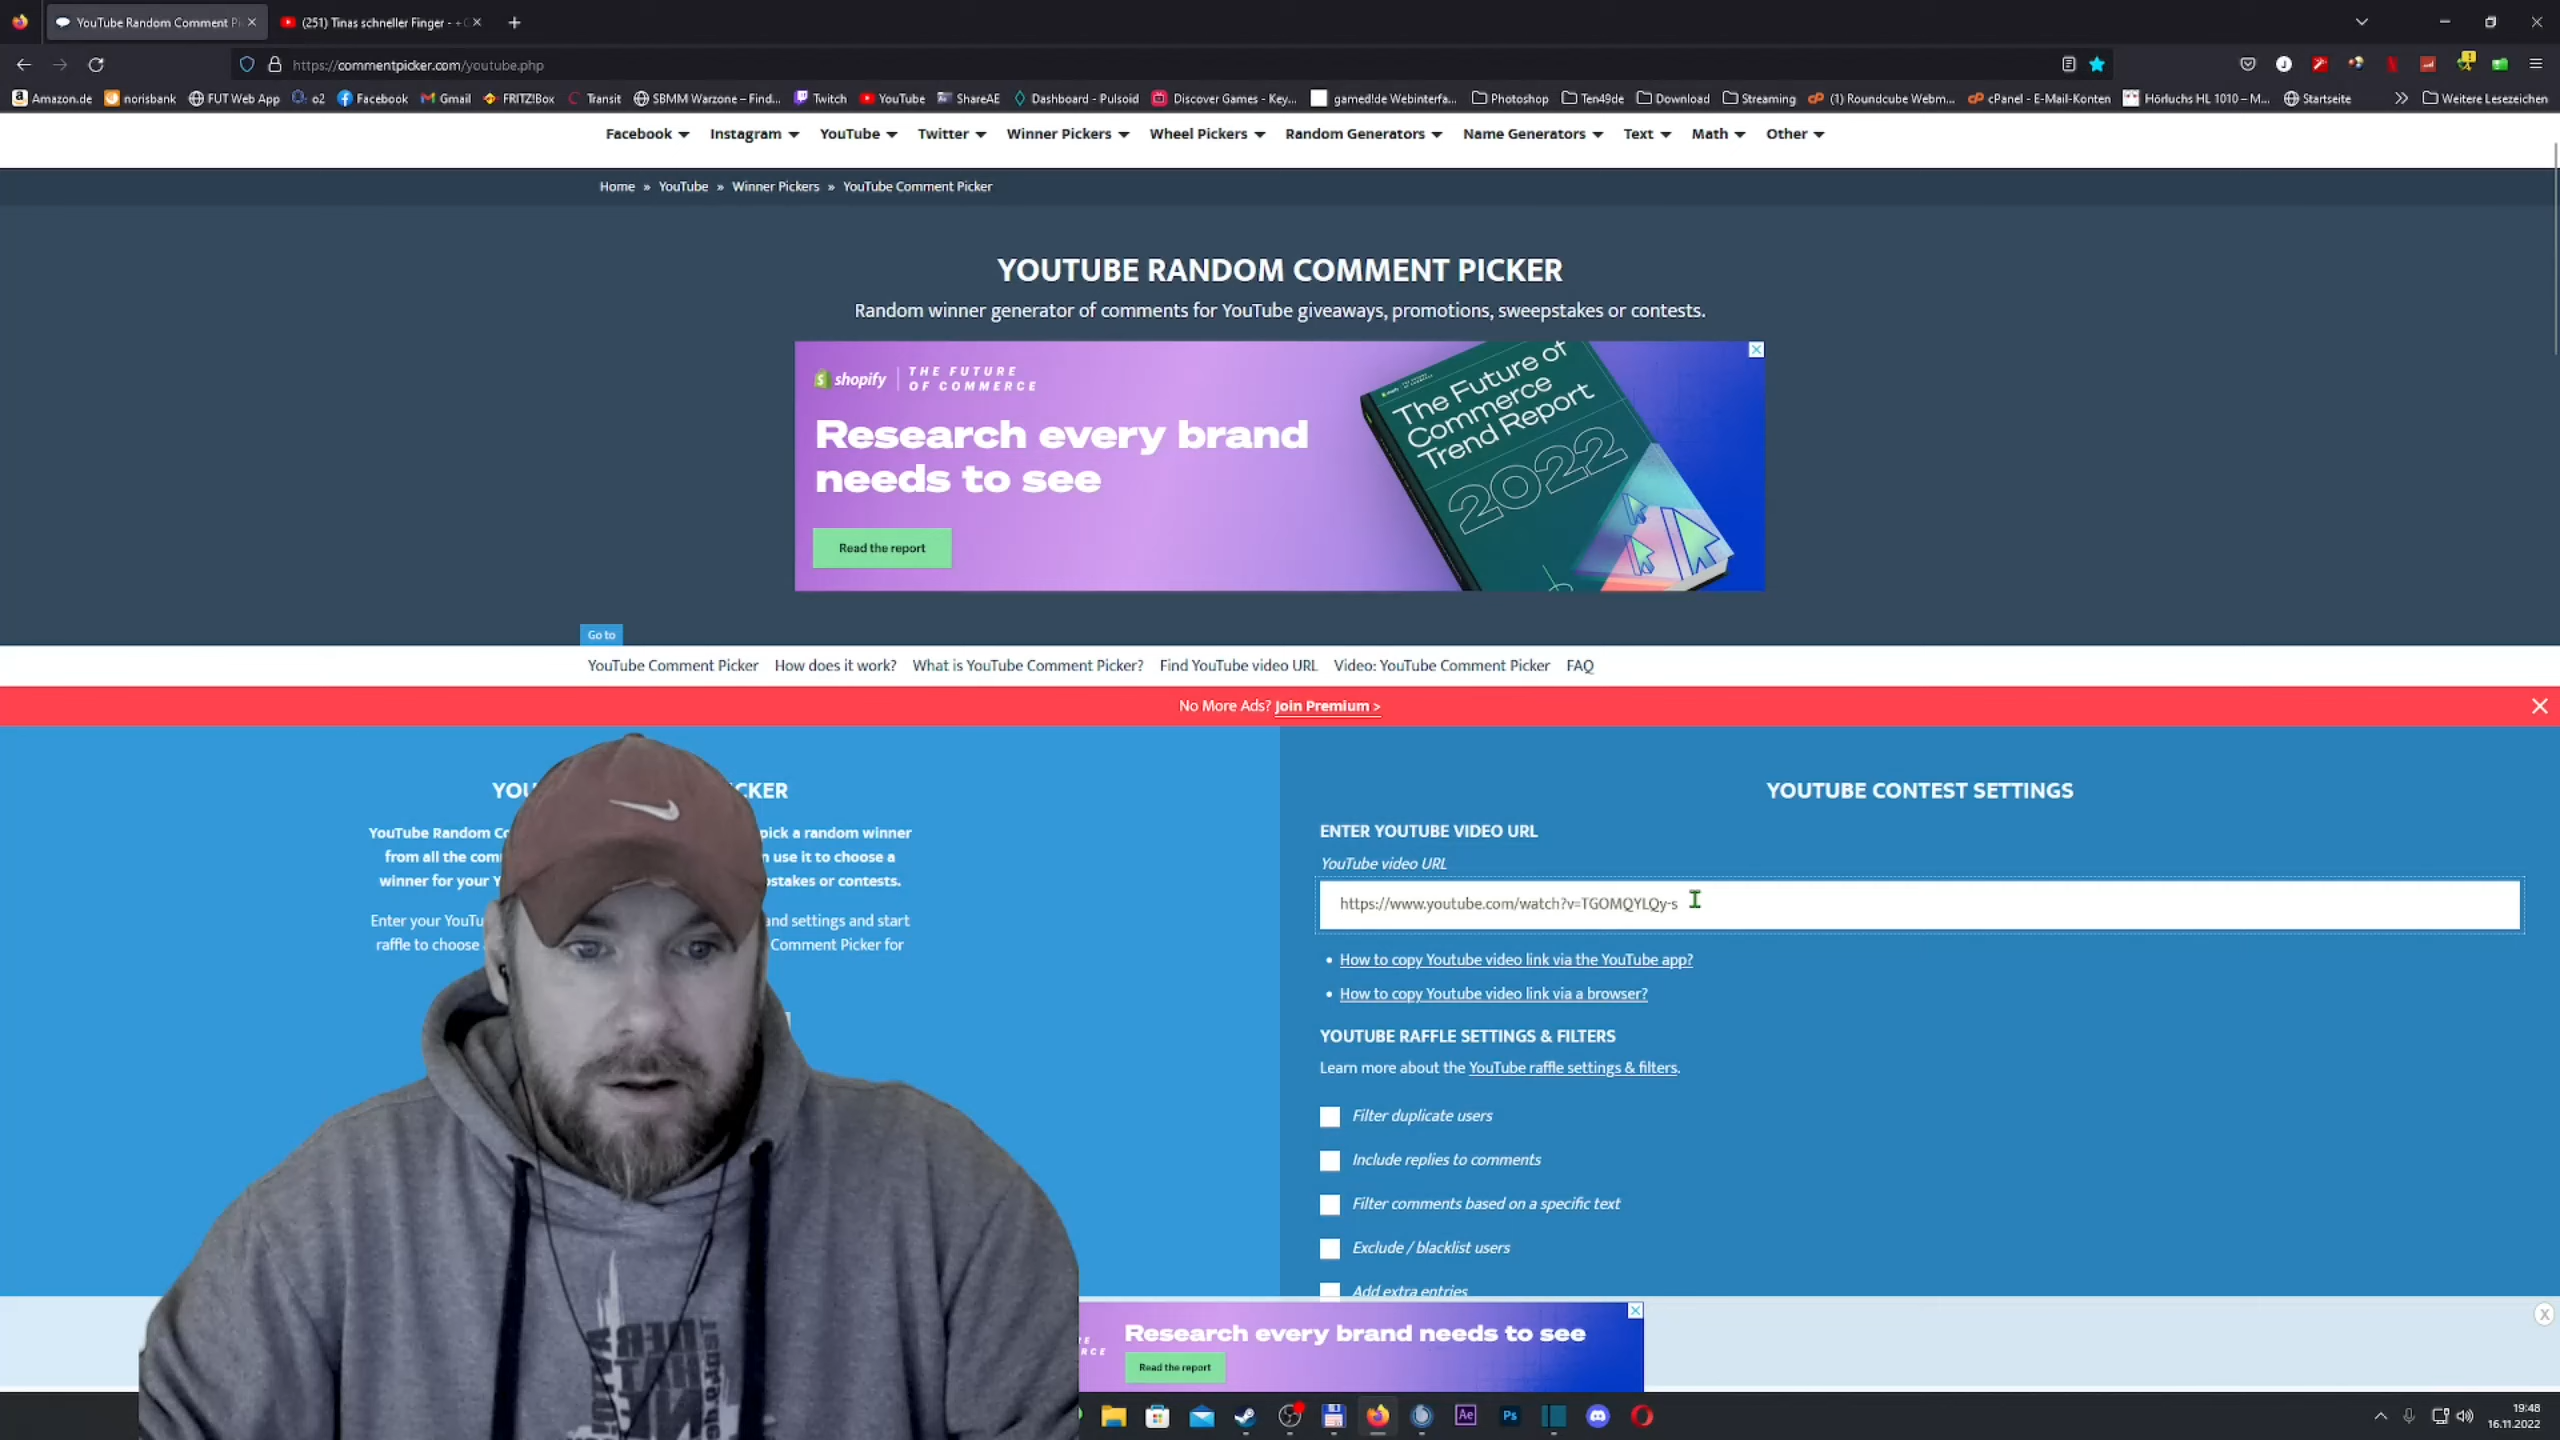 YouTube Random Comment Pi
(251) Tinas schneller Finger - + C
https://commentpicker.com/youtube.php
Amazon.de norisbank FUT Web App o2 Facebook Gmail FRITZ!Box Transit SBMM Warzone – Find... Twitch YouTube ShareAE Dashboard - Pulsoid Discover Games - Key... gamed!de Webinterfa... Photoshop Ten49de Download Streaming (1) Roundcube Webm... cPanel - E-Mail-Konten Hörluchs HL 1010 – M... Startseite Weitere Lesezeichen
Facebook Instagram YouTube Twitter Winner Pickers Wheel Pickers Random Generators Name Generators Text Math Other
Home » YouTube » Winner Pickers » YouTube Comment Picker
YOUTUBE RANDOM COMMENT PICKER
Random winner generator of comments for YouTube giveaways, promotions, sweepstakes or contests.
shopify THE FUTURE
OF COMMERCE
Research every brand
needs to see
Read the report
The Future of
Commerce
Trend Report
2022
Go to
YouTube Comment Picker How does it work? What is YouTube Comment Picker? Find YouTube video URL Video: YouTube Comment Picker FAQ
No More Ads? Join Premium >
YOU CKER
YouTube Random Co pick a random winner
from all the com n use it to choose a
winner for your Y pstakes or contests.
Enter your YouTu and settings and start
raffle to choose Comment Picker for
YOUTUBE CONTEST SETTINGS
ENTER YOUTUBE VIDEO URL
YouTube video URL
https://www.youtube.com/watch?v=TGOMQYLQy-s
• How to copy Youtube video link via the YouTube app?
• How to copy Youtube video link via a browser?
YOUTUBE RAFFLE SETTINGS & FILTERS
Learn more about the YouTube raffle settings & filters.
Filter duplicate users
Include replies to comments
Filter comments based on a specific text
Exclude / blacklist users
Add extra entries
Research every brand needs to see
RCE
Read the report
Ae Ps
19:48
16.11.2022